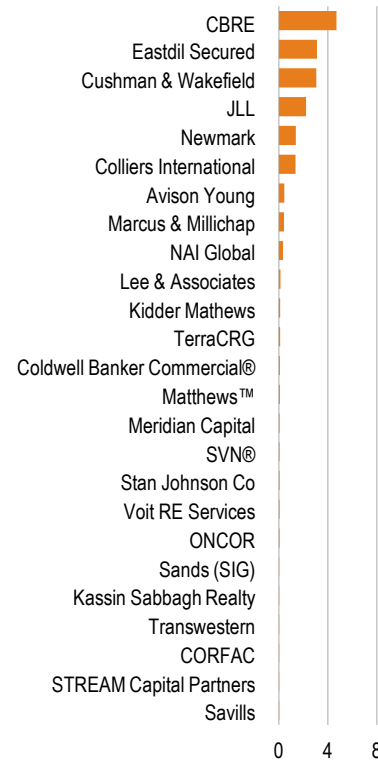 CBRE
Eastdil Secured
Cushman & Wakefield
JLL
Newmark
Colliers International
Avison Young
Marcus & Millichap
NAI Global
Lee & Associates
Kidder Mathews
TerraCRG
Coldwell Banker Commercial®
Matthews™
Meridian Capital
SVN®
Stan Johnson Co
Voit RE Services
ONCOR
Sands (SIG)
Kassin Sabbagh Realty
Transwestern
CORFAC
STREAM Capital Partners
Savills
0 4 8